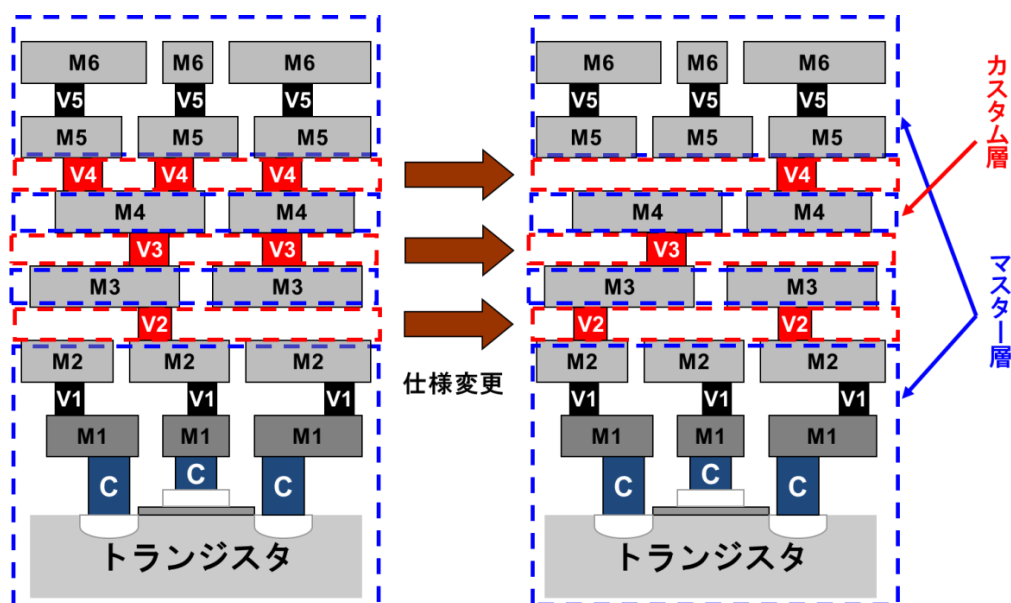 M6 M6 M6
V5 V5 V5
M5 M5 M5
V4 V4 V4
M4 M4
V3 V3
M3 M3
V2
M2 M2 M2
V1 V1 V1
M1 M1 M1
C C C
トランジスタ
仕様変更
M6 M6 M6
V5 V5 V5
M5 M5 M5
V4
M4 M4
V3
M3 M3
V2 V2
M2 M2 M2
V1 V1 V1
M1 M1 M1
C C C
トランジスタ
カスタム層
マスター層